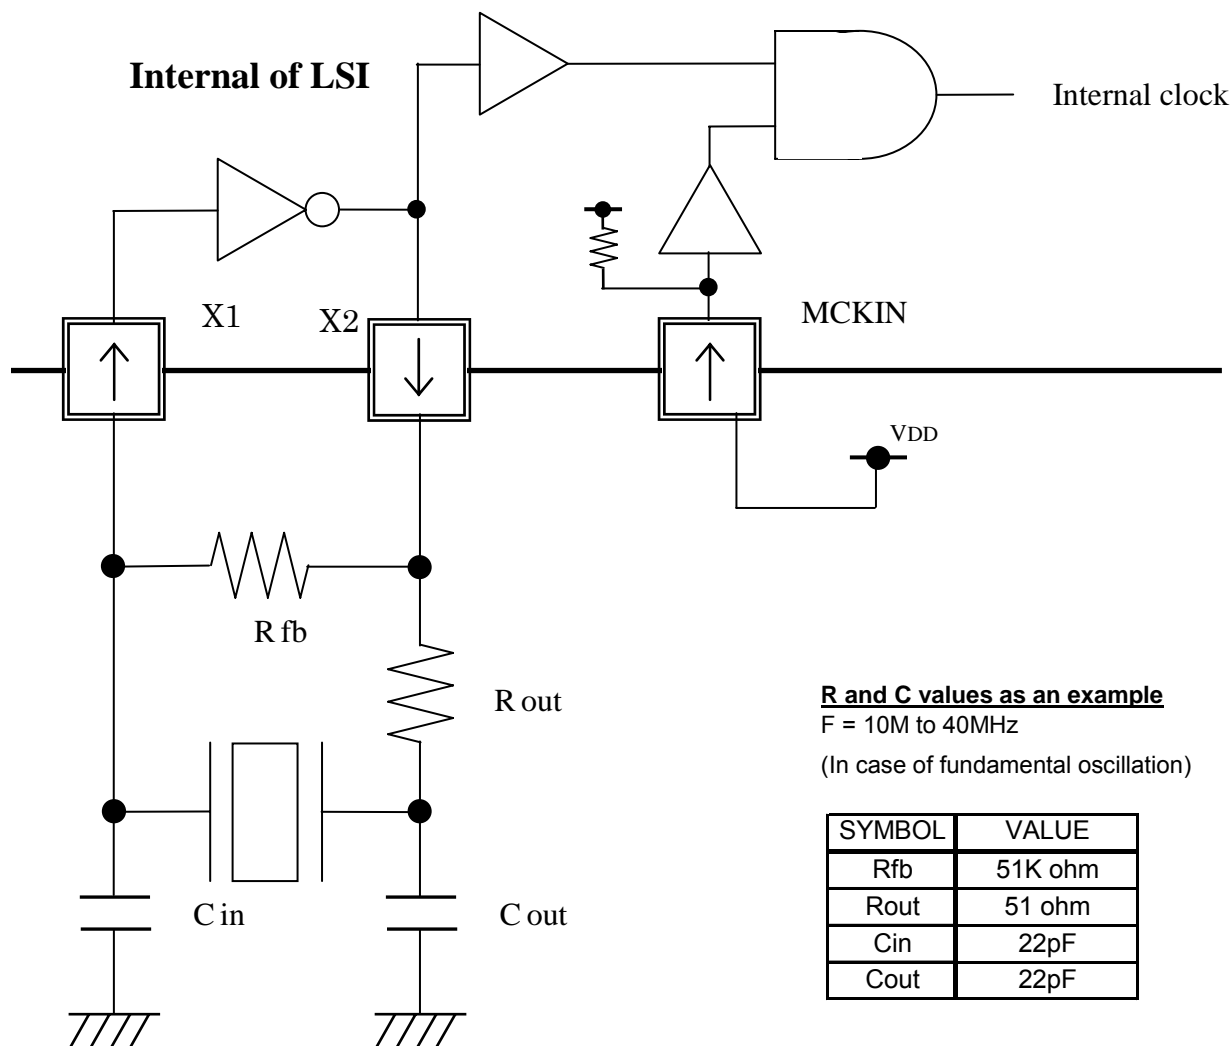 Internal of LSI
Internal clock
X1
X2
MCKIN
VDD
R fb
R out
R and C values as an example
F = 10M to 40MHz
(In case of fundamental oscillation)
SYMBOL VALUE
Rfb 51K ohm
Rout 51 ohm
Cin 22pF
Cout 22pF
C in
C out